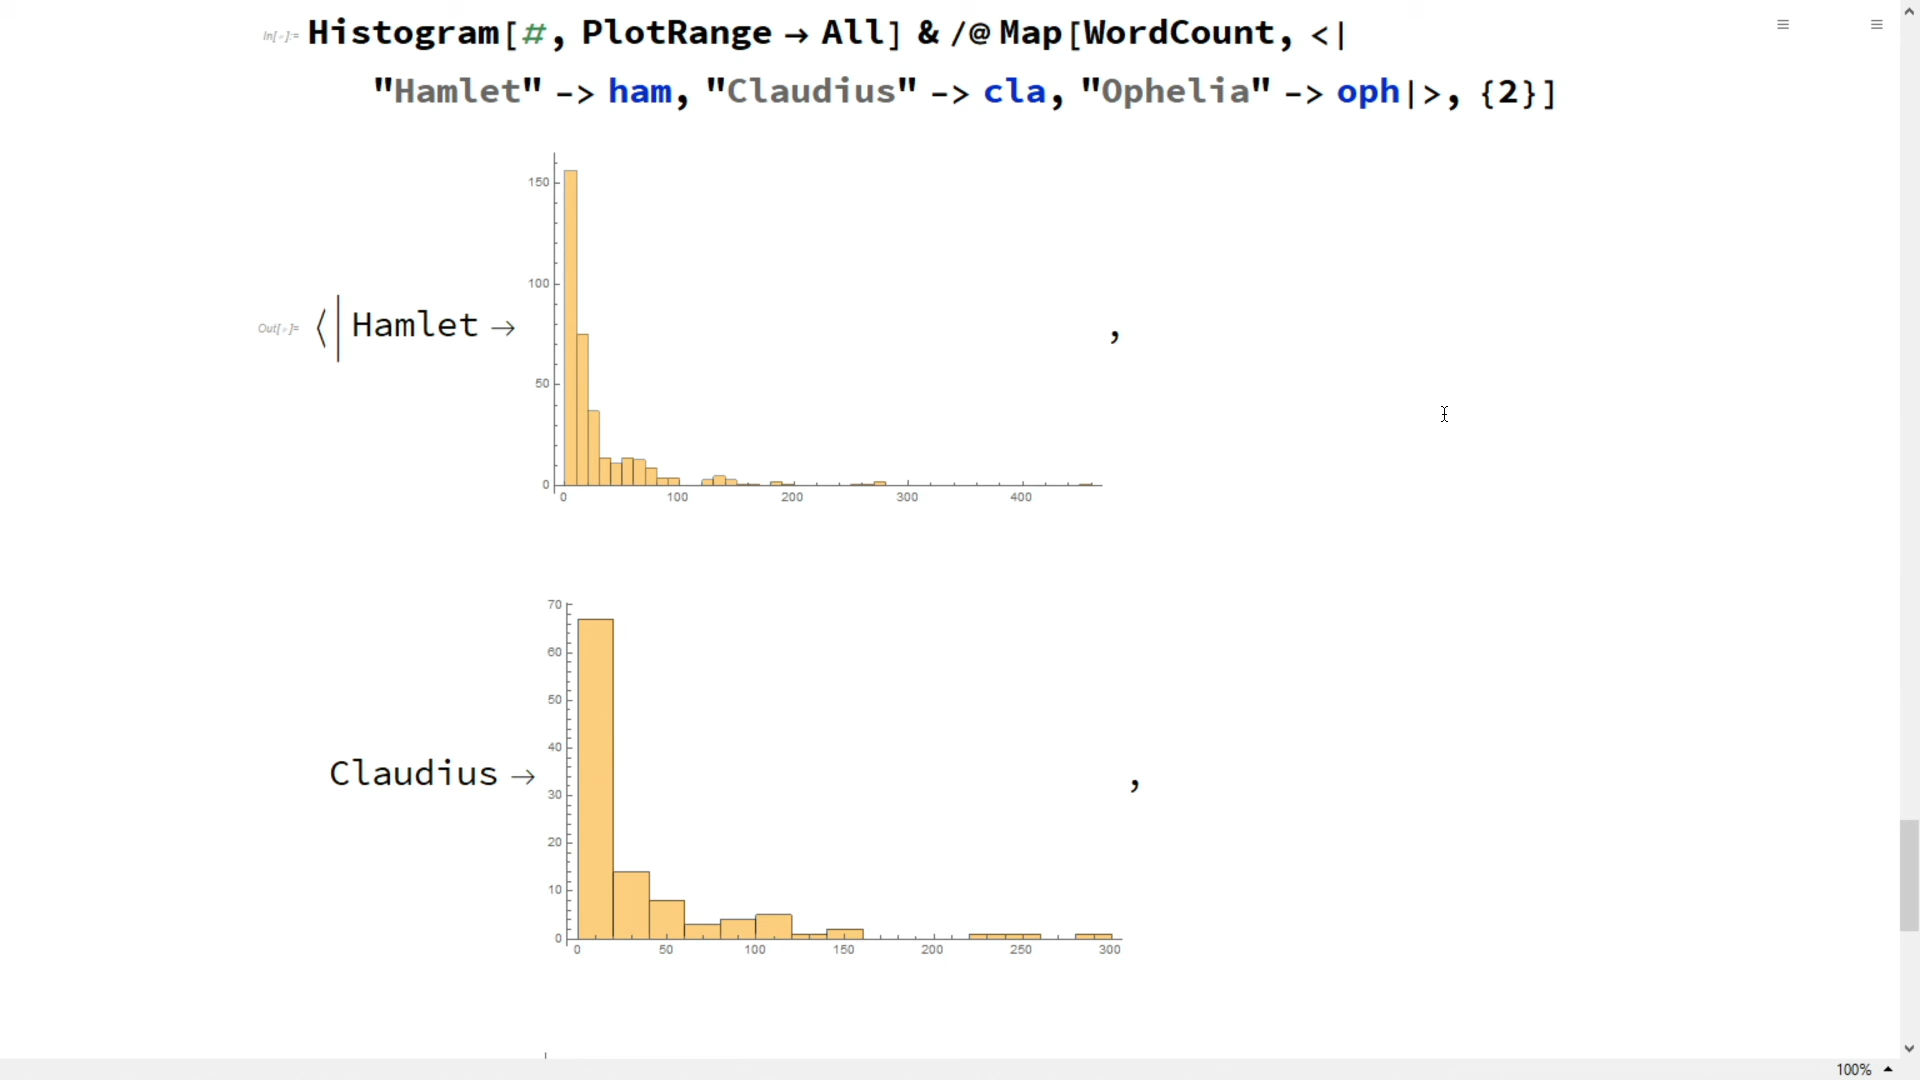 In[ ]:= Histogram[#, PlotRange → All] & /@ Map[WordCount, <|
"Hamlet" -> ham, "Claudius" -> cla, "Ophelia" -> oph|>, {2}]
150
100
50
0
0 100 200 300 400
Out[ ]= ⟨| Hamlet → ,
70
60
50
40
30
20
10
0
0 50 100 150 200 250 300
Claudius → ,
100%